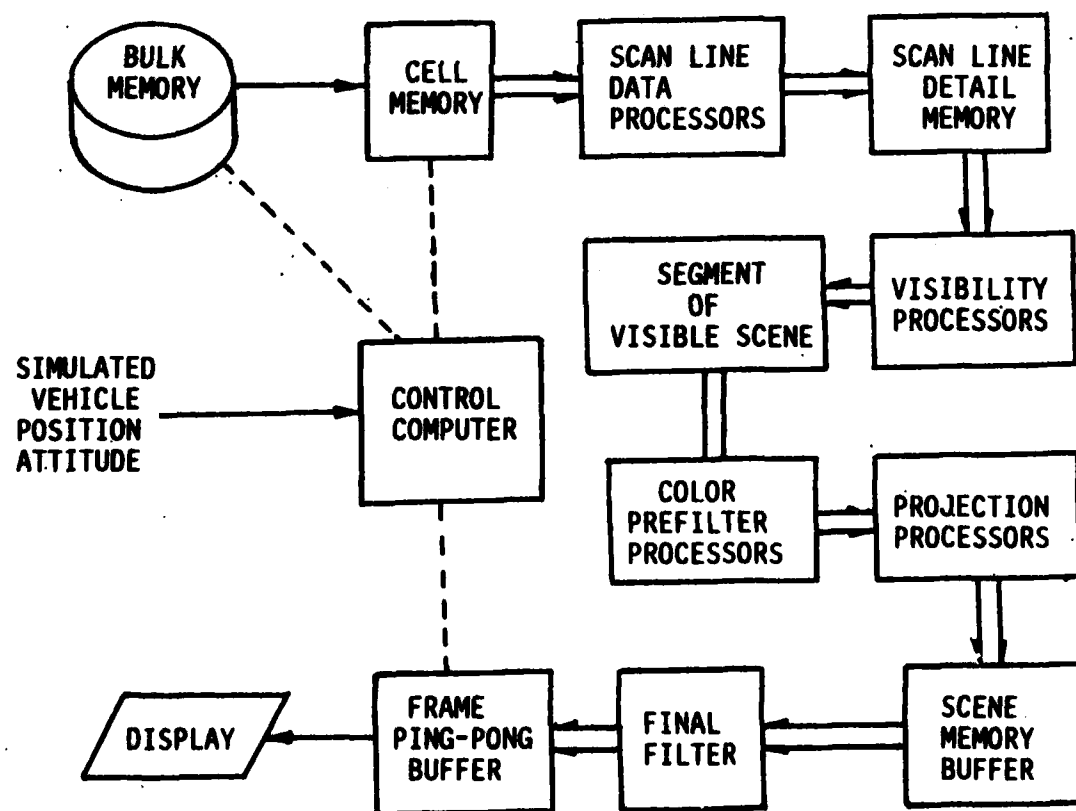 BULK
MEMORY
CELL
MEMORY
SCAN LINE
DATA
PROCESSORS
SCAN LINE
DETAIL
MEMORY
SEGMENT
OF
VISIBLE SCENE
VISIBILITY
PROCESSORS
SIMULATED
VEHICLE
POSITION
ATTITUDE
CONTROL
COMPUTER
COLOR
PREFILTER
PROCESSORS
PROJECTION
PROCESSORS
DISPLAY
FRAME
PING-PONG
BUFFER
FINAL
FILTER
SCENE
MEMORY
BUFFER